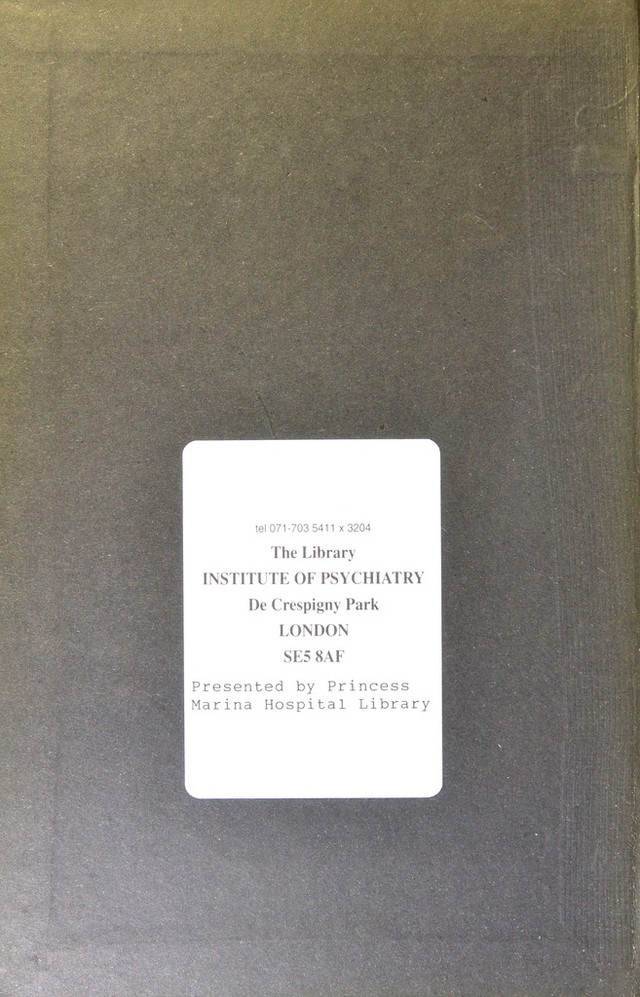 tel 071-703 5411 x 3204
The Library
INSTITUTE OF PSYCHIATRY
De Crespigny Park
LONDON
SE5 8AF
Presented by Princess
Marina Hospital Library